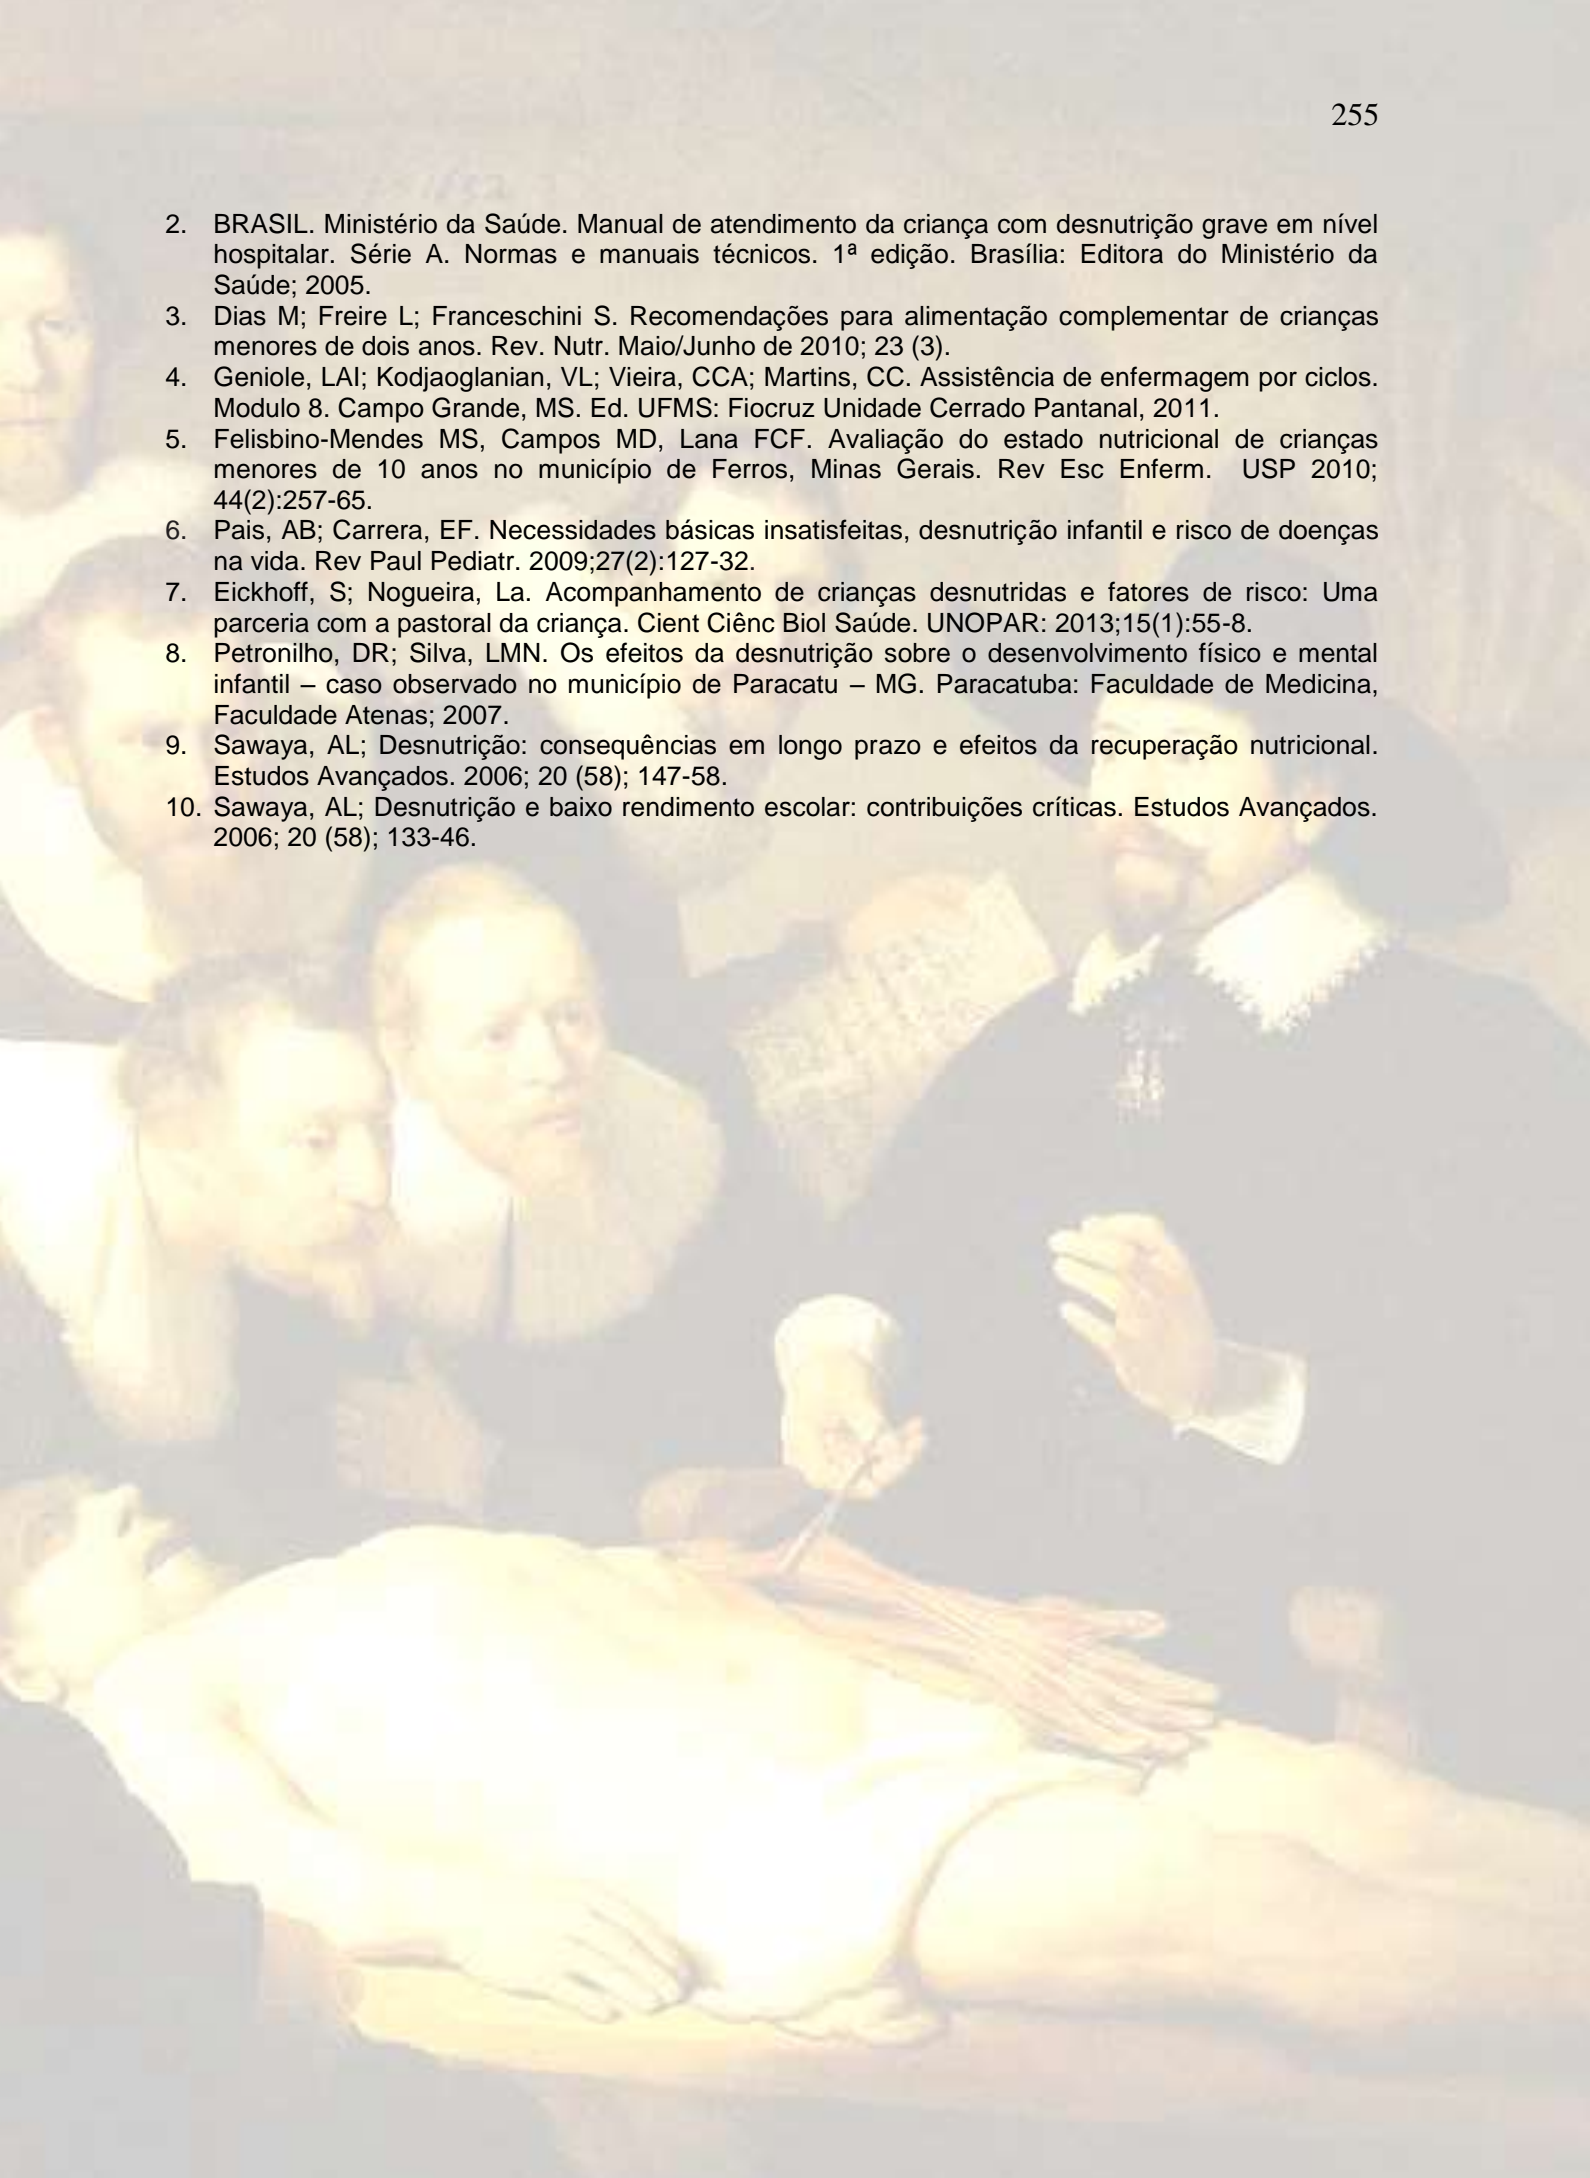 255
2. BRASIL. Ministério da Saúde. Manual de atendimento da criança com desnutrição grave em nível
hospitalar. Série A. Normas e manuais técnicos. 1ª edição. Brasília: Editora do Ministério da
Saúde; 2005.
3. Dias M; Freire L; Franceschini S. Recomendações para alimentação complementar de crianças
menores de dois anos. Rev. Nutr. Maio/Junho de 2010; 23 (3).
4. Geniole, LAI; Kodjaoglanian, VL; Vieira, CCA; Martins, CC. Assistência de enfermagem por ciclos.
Modulo 8. Campo Grande, MS. Ed. UFMS: Fiocruz Unidade Cerrado Pantanal, 2011.
5. Felisbino-Mendes MS, Campos MD, Lana FCF. Avaliação do estado nutricional de crianças
menores de 10 anos no município de Ferros, Minas Gerais. Rev Esc Enferm. USP 2010;
44(2):257-65.
6. Pais, AB; Carrera, EF. Necessidades básicas insatisfeitas, desnutrição infantil e risco de doenças
na vida. Rev Paul Pediatr. 2009;27(2):127-32.
7. Eickhoff, S; Nogueira, La. Acompanhamento de crianças desnutridas e fatores de risco: Uma
parceria com a pastoral da criança. Cient Ciênc Biol Saúde. UNOPAR: 2013;15(1):55-8.
8. Petronilho, DR; Silva, LMN. Os efeitos da desnutrição sobre o desenvolvimento físico e mental
infantil – caso observado no município de Paracatu – MG. Paracatuba: Faculdade de Medicina,
Faculdade Atenas; 2007.
9. Sawaya, AL; Desnutrição: consequências em longo prazo e efeitos da recuperação nutricional.
Estudos Avançados. 2006; 20 (58); 147-58.
10. Sawaya, AL; Desnutrição e baixo rendimento escolar: contribuições críticas. Estudos Avançados.
2006; 20 (58); 133-46.